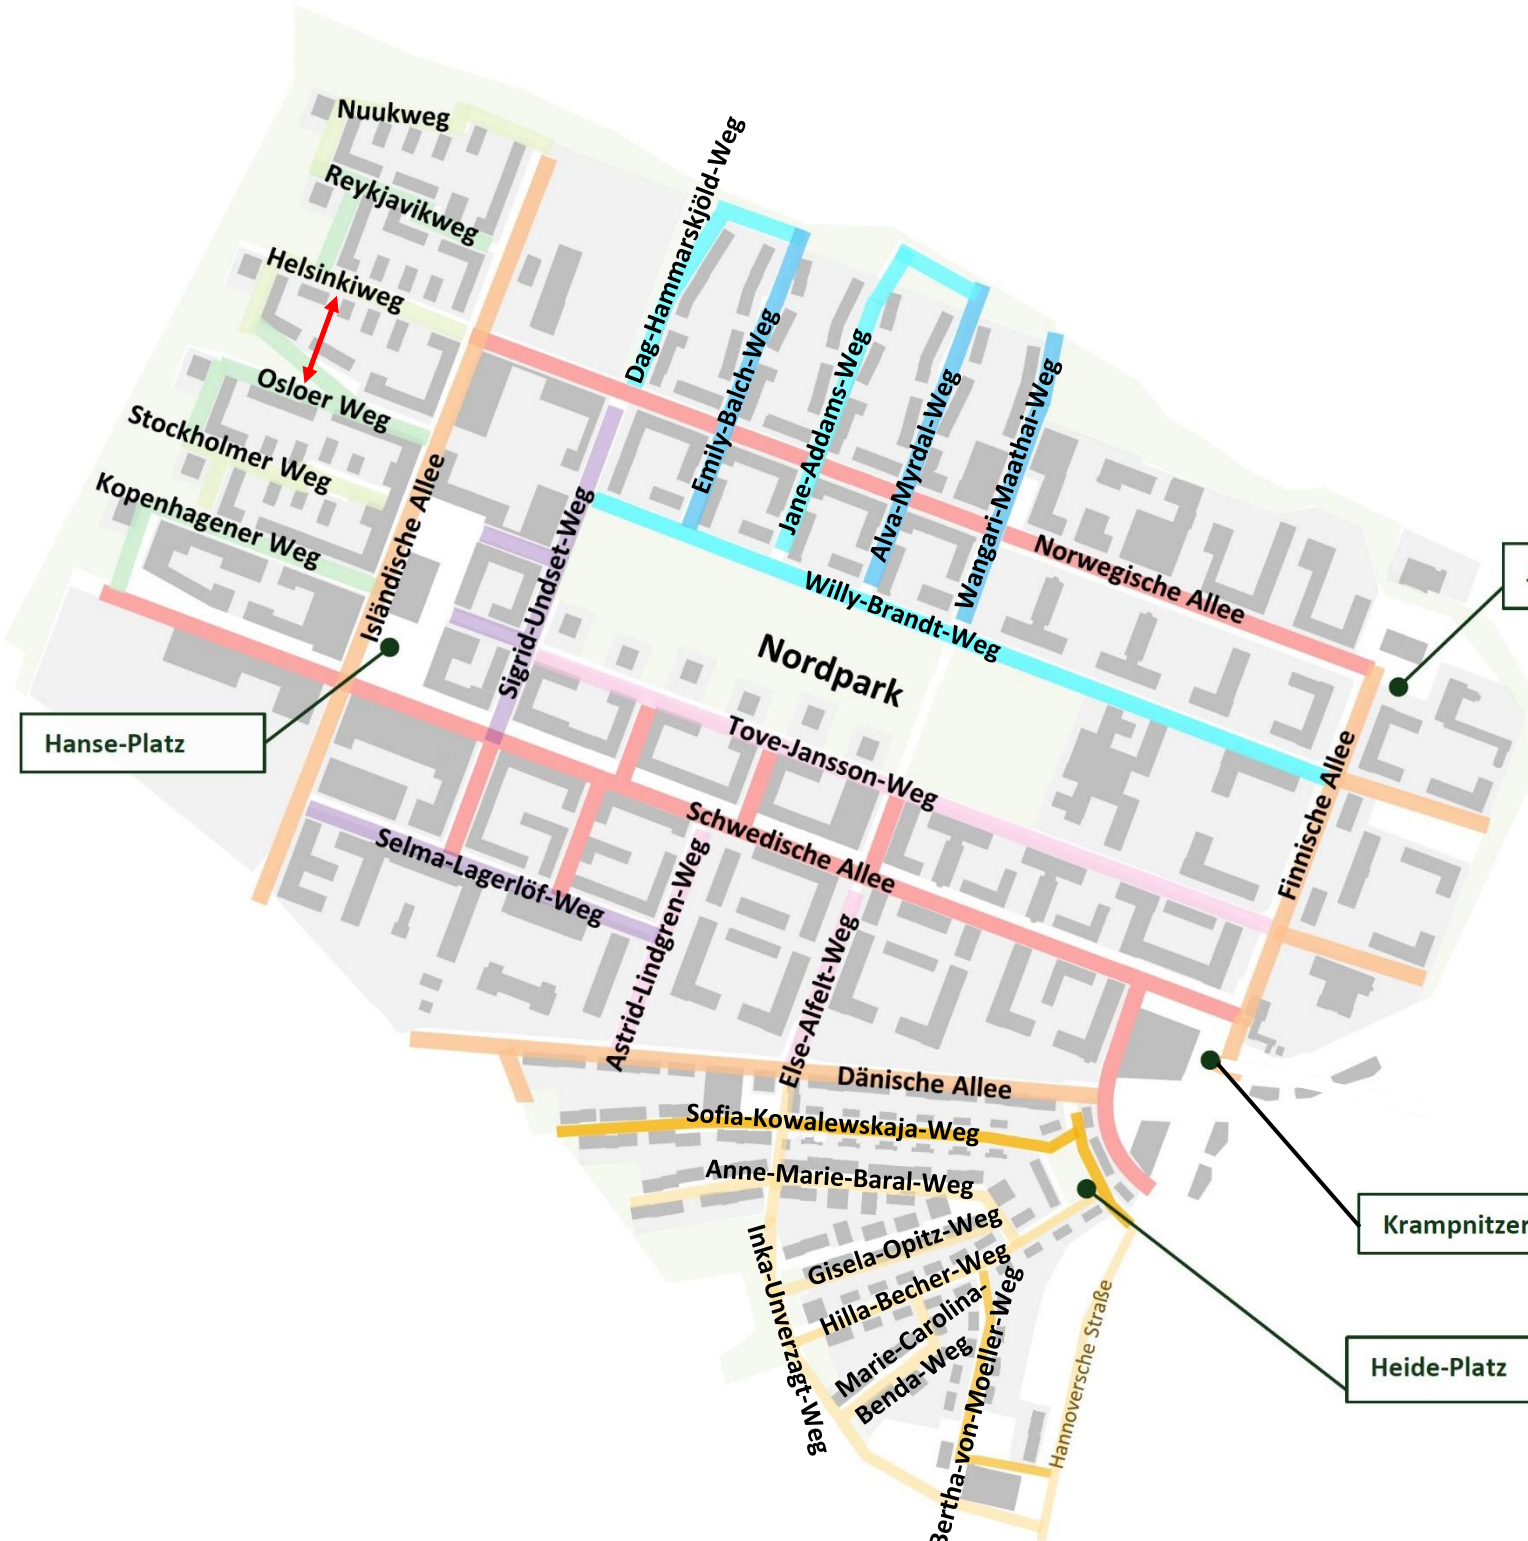 Nuukweg
Reykjavikweg
Helsinkiweg
Osloer Weg
Stockholmer Weg
Kopenhagener Weg
Isländische Allee
Hanse-Platz
Dag-Hammarskjöld-Weg
Emily-Balch-Weg
Jane-Addams-Weg
Alva-Myrdal-Weg
Wangari-Maathai-Weg
Norwegische Allee
Willy-Brandt-Weg
Sigrid-Undset-Weg
Nordpark
Tove-Jansson-Weg
Schwedische Allee
Finnische Allee
Selma-Lagerlöf-Weg
Astrid-Lindgren-Weg
Else-Alfelt-Weg
Dänische Allee
Sofia-Kowalewskaja-Weg
Anne-Marie-Baral-Weg
Krampnitzer
Gisela-Opitz-Weg
Hilla-Becher-Weg
Inka-Unverzagt-Weg
Marie-Carolina-
Benda-Weg
Bertha-von-Moeller-Weg
Hannoversche Straße
Heide-Platz